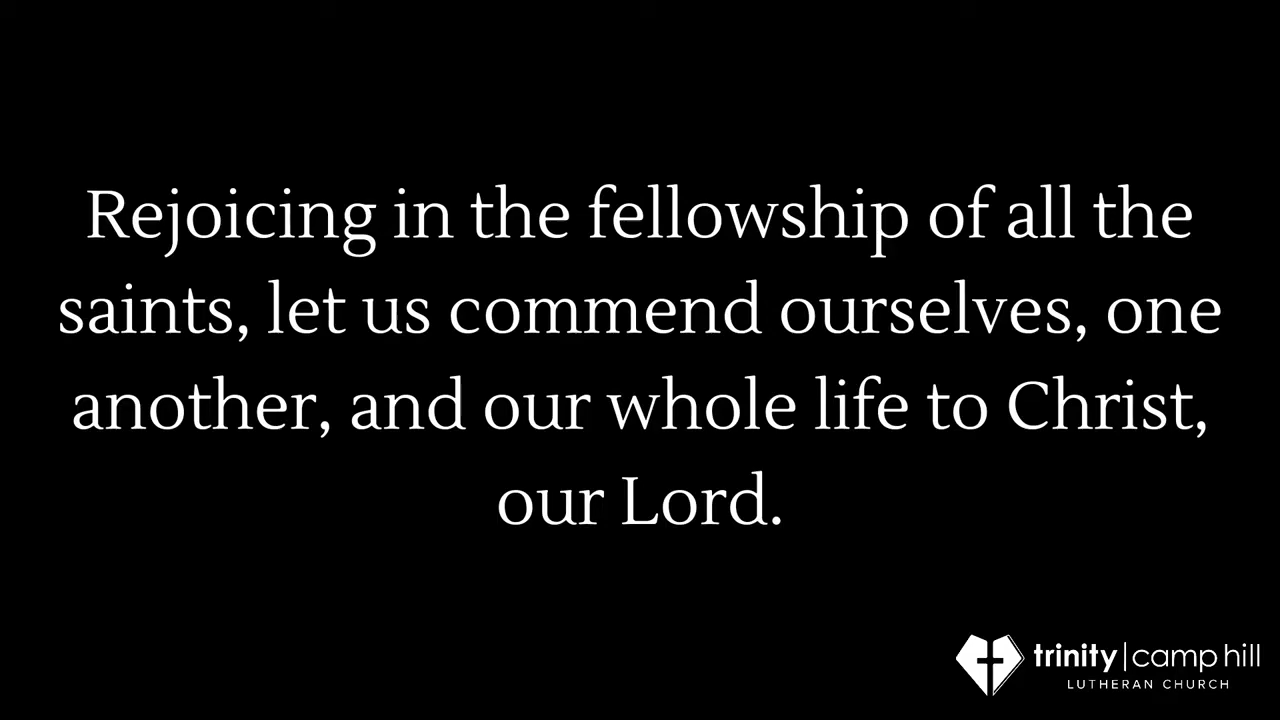 Rejoicing in the fellowship of all the
saints, let us commend ourselves, one
another, and our whole life to Christ,
our Lord.
trinity|camp hill
LUTHERAN CHURCH